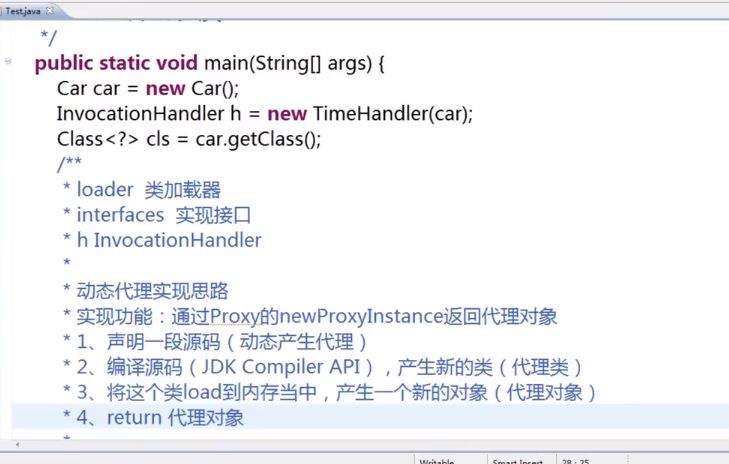 Test.java
*/
public static void main(String[] args) {
Car car = new Car();
InvocationHandler h = new TimeHandler(car);
Class<?> cls = car.getClass();
/**
* loader 类加载器
* interfaces 实现接口
* h InvocationHandler
*
* 动态代理实现思路
* 实现功能：通过Proxy的newProxyInstance返回代理对象
* 1、声明一段源码（动态产生代理）
* 2、编译源码（JDK Compiler API），产生新的类（代理类）
* 3、将这个类load到内存当中，产生一个新的对象（代理对象）
* 4、return 代理对象
*
Writable
Smart Insert
28 : 25